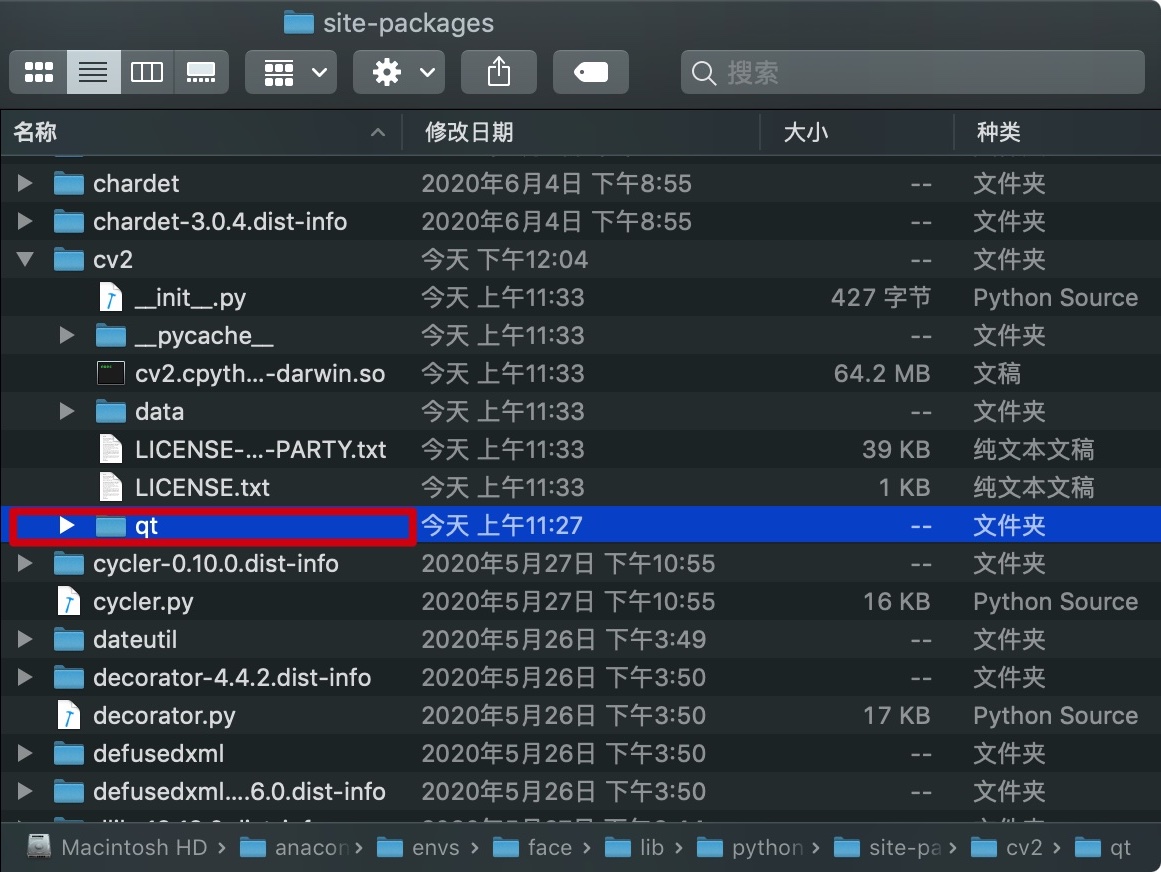 site-packages
搜索
名称 修改日期 大小 种类
chardet 2020年6月4日 下午8:55 -- 文件夹
chardet-3.0.4.dist-info 2020年6月4日 下午8:55 -- 文件夹
cv2 今天 下午12:04 -- 文件夹
__init__.py 今天 上午11:33 427 字节 Python Source
__pycache__ 今天 上午11:33 -- 文件夹
cv2.cpyth...-darwin.so 今天 上午11:33 64.2 MB 文稿
data 今天 上午11:33 -- 文件夹
LICENSE-...-PARTY.txt 今天 上午11:33 39 KB 纯文本文稿
LICENSE.txt 今天 上午11:33 1 KB 纯文本文稿
qt 今天 上午11:27 -- 文件夹
cycler-0.10.0.dist-info 2020年5月27日 下午10:55 -- 文件夹
cycler.py 2020年5月27日 下午10:55 16 KB Python Source
dateutil 2020年5月26日 下午3:49 -- 文件夹
decorator-4.4.2.dist-info 2020年5月26日 下午3:50 -- 文件夹
decorator.py 2020年5月26日 下午3:50 17 KB Python Source
defusedxml 2020年5月26日 下午3:50 -- 文件夹
defusedxml....6.0.dist-info 2020年5月26日 下午3:50 -- 文件夹
Macintosh HD › anacon › envs › face › lib › python › site-pa › cv2 › qt